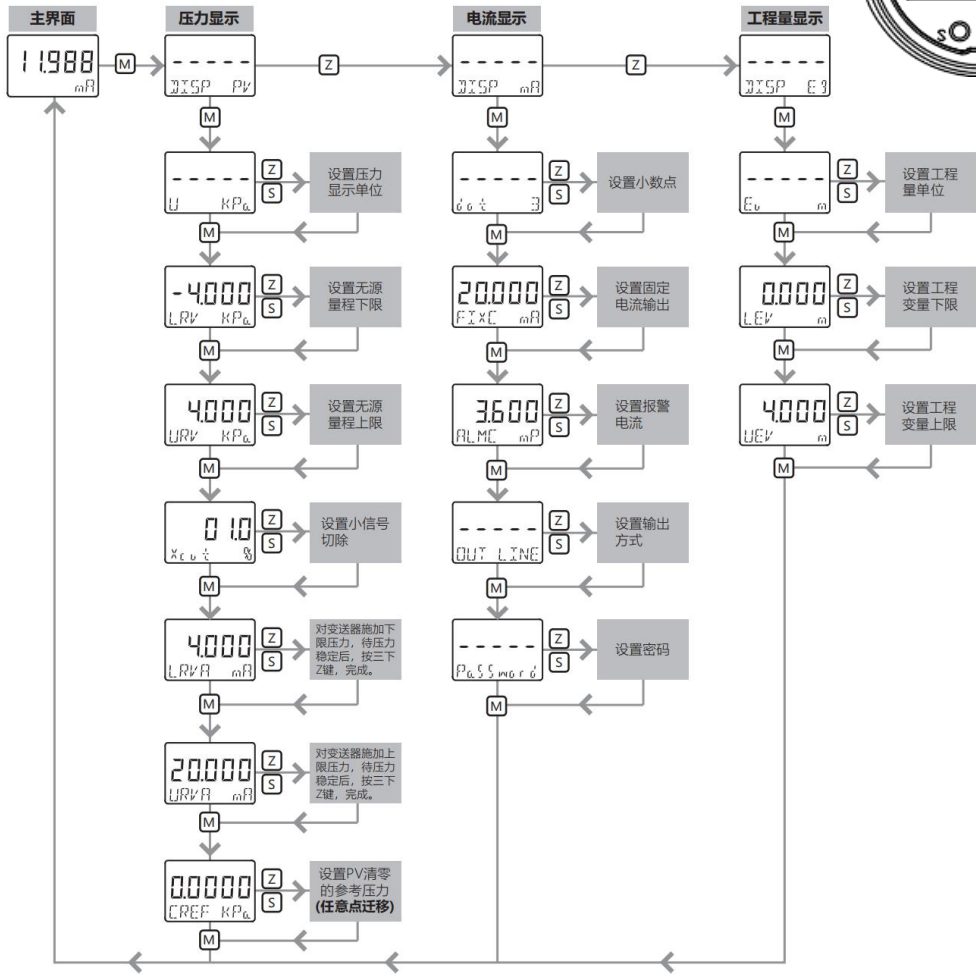 主界面
压力显示
电流显示
工程量显示
11.988
mA
M
-----
DISP PV
Z
-----
DISP mA
Z
-----
DISP Eg
S
M
M
M
-----
U KPa
Z
S
设置压力
显示单位
-----
dot 3
Z
S
设置小数点
-----
Eu m
Z
S
设置工程
量单位
M
M
M
-4.000
LRV KPa
Z
S
设置无源
量程下限
20.000
FIXC mA
Z
S
设置固定
电流输出
0.000
LEV m
Z
S
设置工程
变量下限
M
M
M
4.000
URV KPa
Z
S
设置无源
量程上限
3.600
ALMC mA
Z
S
设置报警
电流
4.000
UEV m
Z
S
设置工程
变量上限
M
M
M
01.0
Xcut %
Z
S
设置小信号
切除
-----
OUT LINE
Z
S
设置输出
方式
M
M
4.000
LRVA mA
Z
S
对变送器施加下
限压力，待压力
稳定后，按三下
Z键，完成。
-----
PaSSword
Z
S
设置密码
M
M
20.000
URVA mA
Z
S
对变送器施加上
限压力，待压力
稳定后，按三下
Z键，完成。
M
0.0000
CREF KPa
Z
S
设置PV清零
的参考压力
(任意点迁移)
M